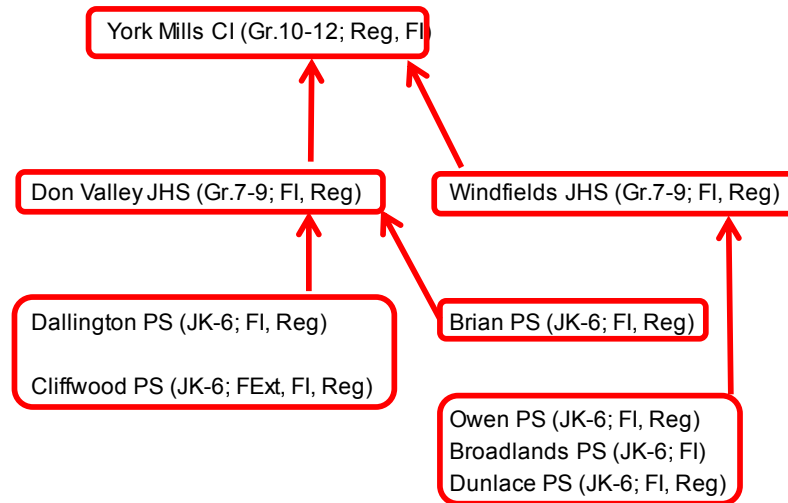 York Mills CI (Gr.10-12; Reg, FI)
Don Valley JHS (Gr.7-9; FI, Reg)
Windfields JHS (Gr.7-9; FI, Reg)
Dallington PS (JK-6; FI, Reg)
Brian PS (JK-6; FI, Reg)
Cliffwood PS (JK-6; FExt, FI, Reg)
Owen PS (JK-6; FI, Reg)
Broadlands PS (JK-6; FI)
Dunlace PS (JK-6; FI, Reg)